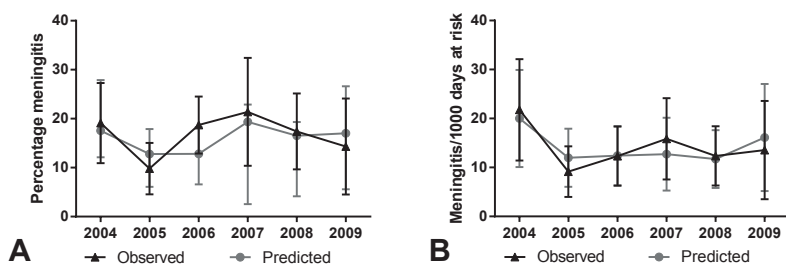 40
30
20
10
0
Percentage meningitis
2004 2005 2006 2007 2008 2009
A
Observed Predicted
40
30
20
10
0
Meningitis/1000 days at risk
2004 2005 2006 2007 2008 2009
B
Observed Predicted